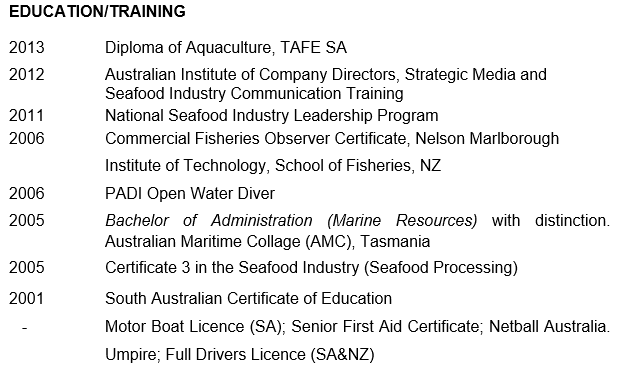 EDUCATION/TRAINING
2013 Diploma of Aquaculture, TAFE SA
2012 Australian Institute of Company Directors, Strategic Media and
Seafood Industry Communication Training
2011 National Seafood Industry Leadership Program
2006 Commercial Fisheries Observer Certificate, Nelson Marlborough
Institute of Technology, School of Fisheries, NZ
2006 PADI Open Water Diver
2005 Bachelor of Administration (Marine Resources) with distinction.
Australian Maritime Collage (AMC), Tasmania
2005 Certificate 3 in the Seafood Industry (Seafood Processing)
2001 South Australian Certificate of Education
- Motor Boat Licence (SA); Senior First Aid Certificate; Netball Australia.
Umpire; Full Drivers Licence (SA&NZ)